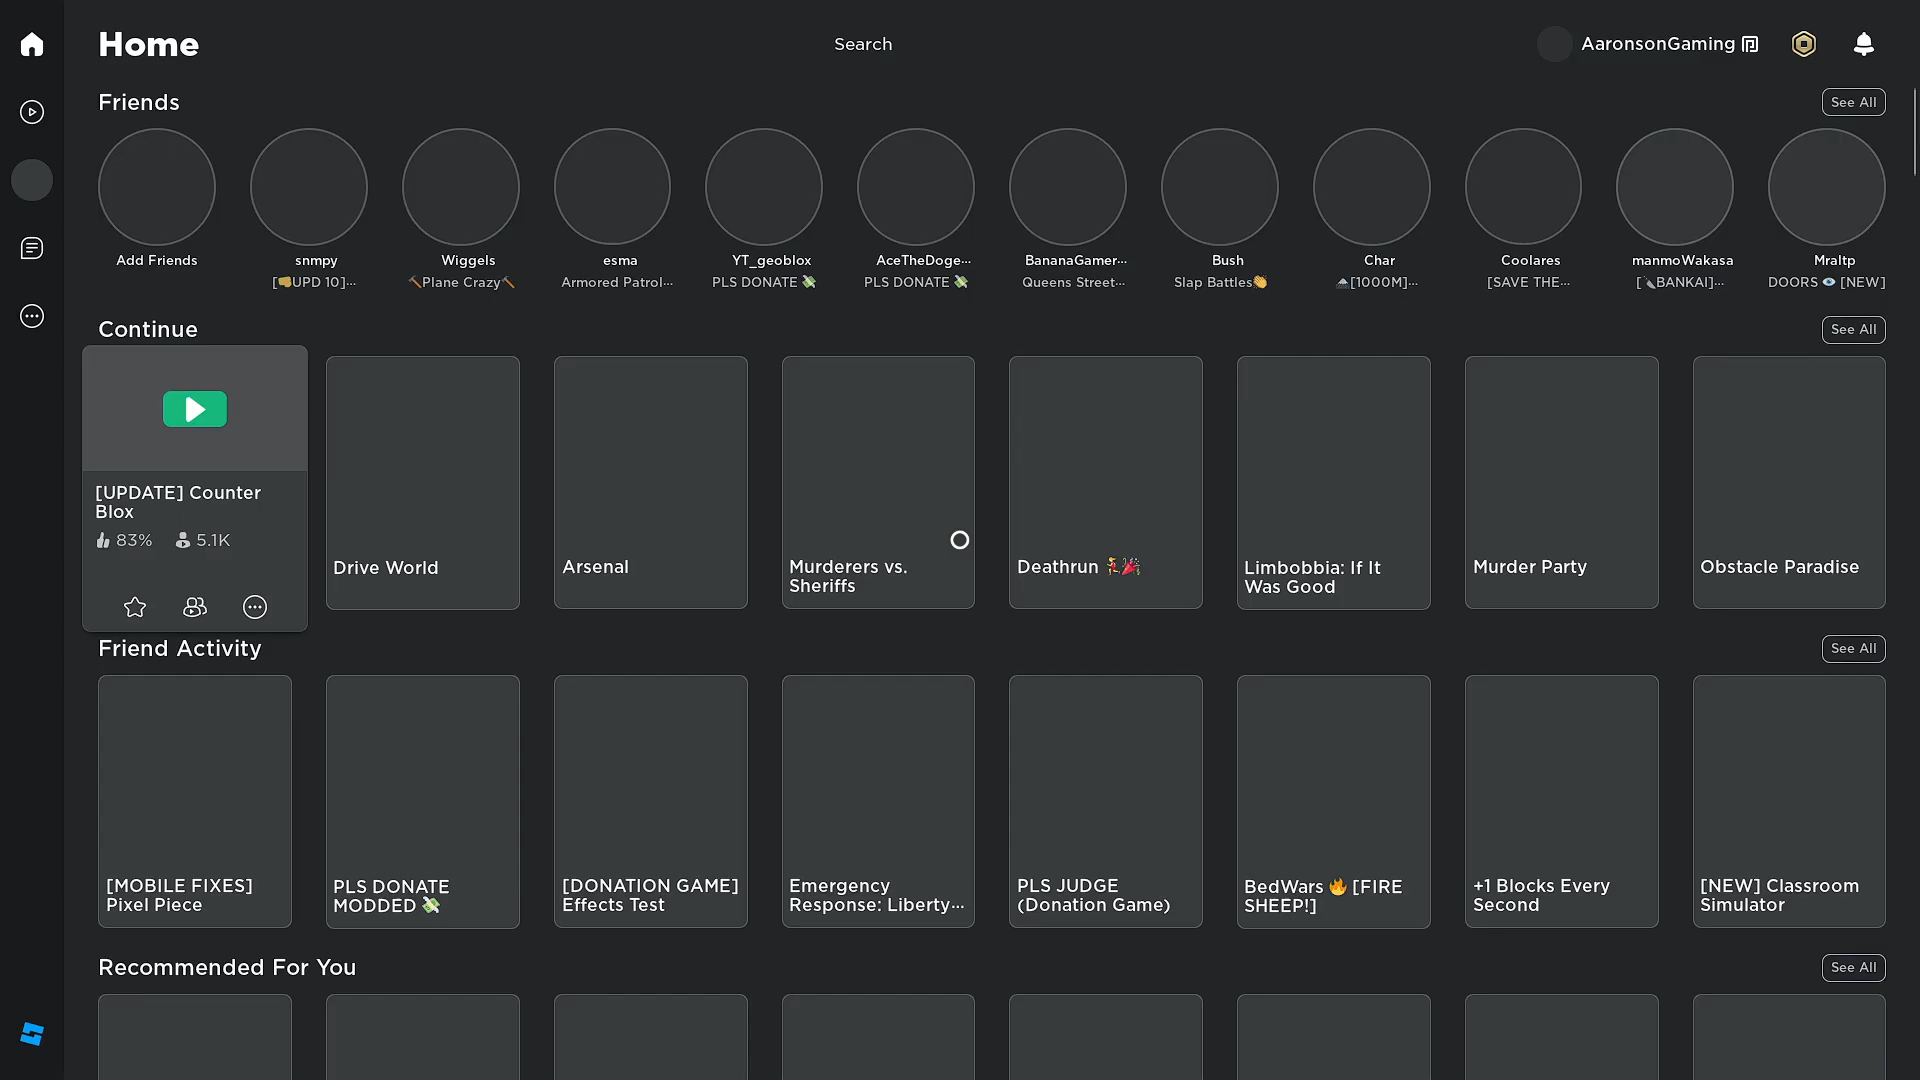 Home
Search
AaronsonGaming
Friends
See All
Add Friends
snmpy
Wiggels
esma
YT_geoblox
AceTheDoge...
BananaGamer...
Bush
Char
Coolares
manmoWakasa
Mraltp
[👊UPD 10]...
🔨Plane Crazy🔨
Armored Patrol...
PLS DONATE 💸
PLS DONATE 💸
Queens Street...
Slap Battles👏
🌨️[1000M]...
[SAVE THE...
[🔪BANKAI]...
DOORS 👁️ [NEW]
Continue
See All
[UPDATE] Counter
Blox
83% 5.1K
Drive World
Arsenal
Murderers vs.
Sheriffs
Deathrun 💃🎉
Limbobbia: If It
Was Good
Murder Party
Obstacle Paradise
Friend Activity
See All
[MOBILE FIXES]
Pixel Piece
PLS DONATE
MODDED 💸
[DONATION GAME]
Effects Test
Emergency
Response: Liberty...
PLS JUDGE
(Donation Game)
BedWars 🔥 [FIRE
SHEEP!]
+1 Blocks Every
Second
[NEW] Classroom
Simulator
Recommended For You
See All